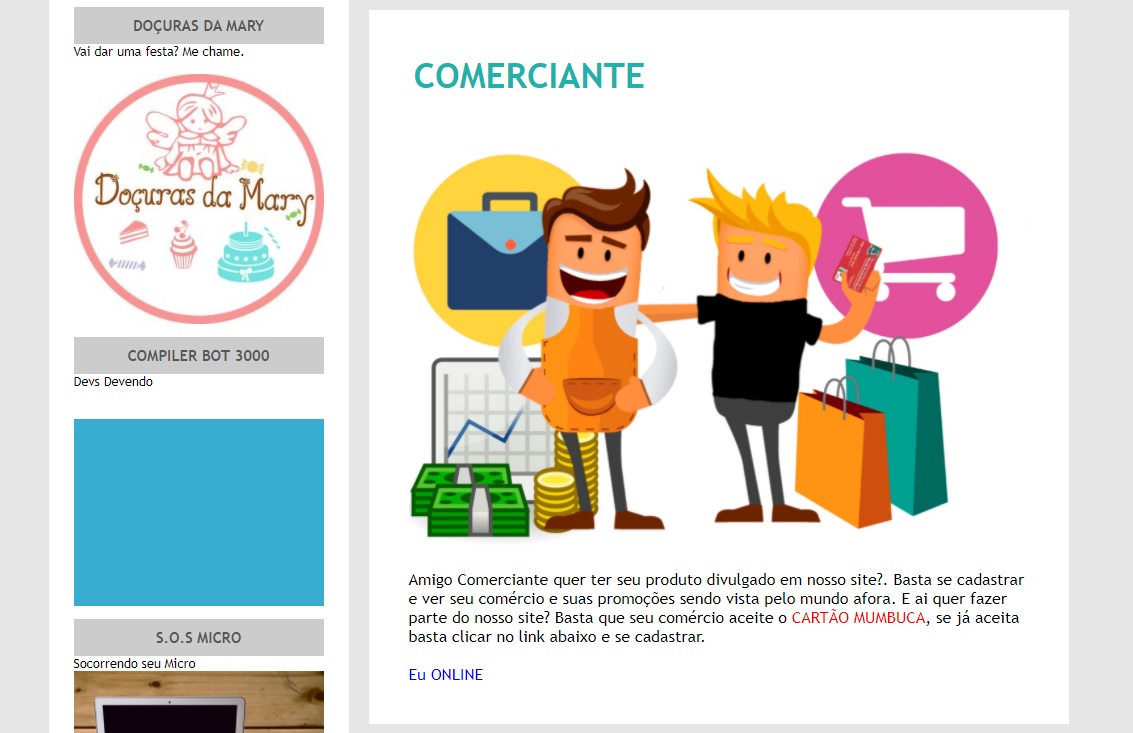 DOÇURAS DA MARY
Vai dar uma festa? Me chame.
Doçuras da Mary
COMPILER BOT 3000
Devs Devendo
S.O.S MICRO
Socorrendo seu Micro
COMERCIANTE
Amigo Comerciante quer ter seu produto divulgado em nosso site?. Basta se cadastrar
e ver seu comércio e suas promoções sendo vista pelo mundo afora. E ai quer fazer
parte do nosso site? Basta que seu comércio aceite o CARTÃO MUMBUCA, se já aceita
basta clicar no link abaixo e se cadastrar.
Eu ONLINE